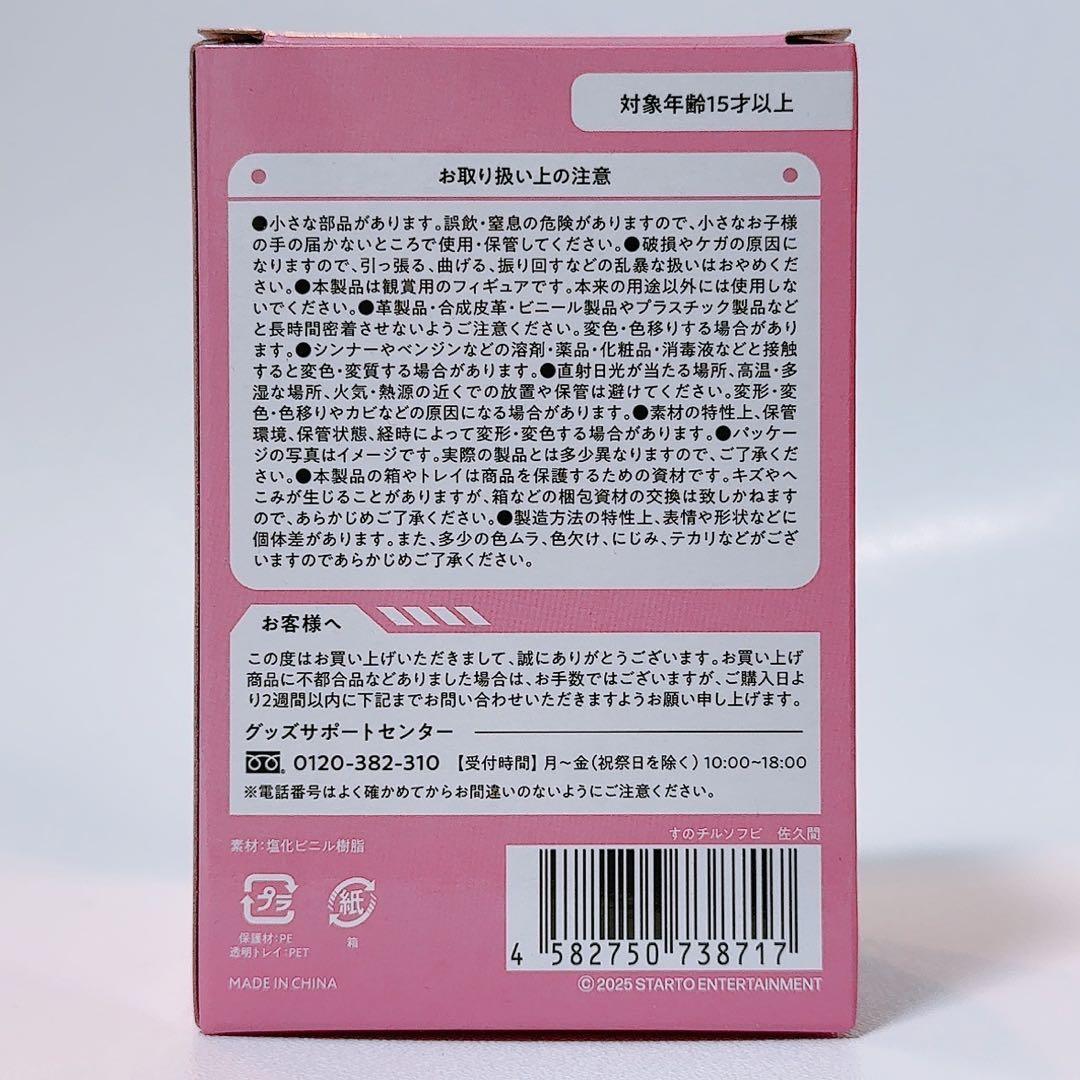 対象年齢15才以上
お取り扱い上の注意
●小さな部品があります。誤飲・窒息の危険がありますので、小さなお子様
の手の届かないところで使用・保管してください。●破損やケガの原因に
なりますので、引っ張る、曲げる、振り回すなどの乱暴な扱いはおやめくだ
さい。●本製品は観賞用のフィギュアです。本来の用途以外には使用しな
いでください。●革製品・合成皮革・ビニール製品やプラスチック製品など
と長時間密着させないようご注意ください。変色・色移りする場合があり
ます。●シンナーやベンジンなどの溶剤・薬品・化粧品・消毒液などと接触
すると変色・変質する場合があります。●直射日光が当たる場所、高温・多
湿な場所、火気・熱源の近くでの放置や保管は避けてください。変形・変
色・色移りやカビなどの原因になる場合があります。●素材の特性上、保管
環境、保管状態、経時によって変形・変色する場合があります。●パッケー
ジの写真はイメージです。実際の製品とは多少異なりますので、ご了承くだ
さい。●本製品の箱やトレイは商品を保護するための資材です。キズやへ
こみが生じることがありますが、箱などの梱包資材の交換は致しかねます
ので、あらかじめご了承ください。●製造方法の特性上、表情や形状などに
個体差があります。また、多少の色ムラ、色欠け、にじみ、テカリなどがござ
いますのであらかじめご了承ください。
お客様へ
この度はお買い上げいただきまして、誠にありがとうございます。お買い上げ
商品に不都合品などありました場合は、お手数ではございますが、ご購入日よ
り2週間以内に下記までお問い合わせいただきますようお願い申し上げます。
グッズサポートセンター
0120-382-310 【受付時間】月~金(祝祭日を除く) 10:00~18:00
※電話番号はよく確かめてからお間違いのないようにご注意ください。
すのチルソフビ 佐久間
素材:塩化ビニル樹脂
プラ
紙
保護材:PE
透明トレイ:PET
箱
4 582750 738717
MADE IN CHINA
©2025 STARTO ENTERTAINMENT